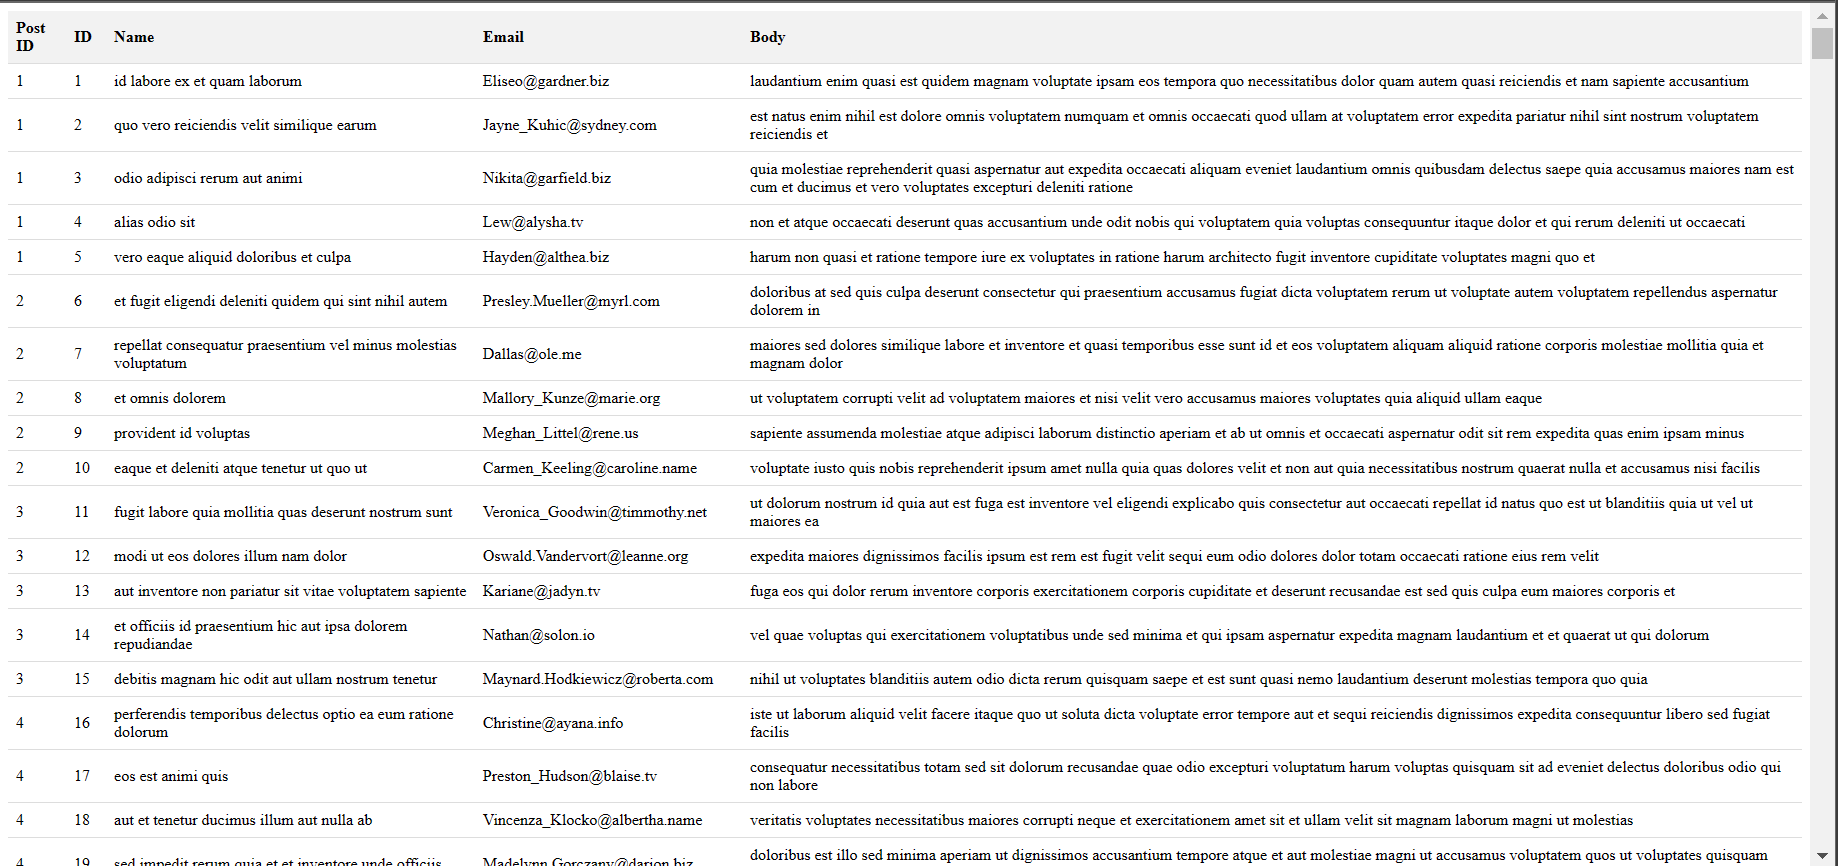 Post ID ID Name Email Body
1 1 id labore ex et quam laborum Eliseo@gardner.biz laudantium enim quasi est quidem magnam voluptate ipsam eos tempora quo necessitatibus dolor quam autem quasi reiciendis et nam sapiente accusantium
1 2 quo vero reiciendis velit similique earum Jayne_Kuhic@sydney.com est natus enim nihil est dolore omnis voluptatem numquam et omnis occaecati quod ullam at voluptatem error expedita pariatur nihil sint nostrum voluptatem
reiciendis et
1 3 odio adipisci rerum aut animi Nikita@garfield.biz quia molestiae reprehenderit quasi aspernatur aut expedita occaecati aliquam eveniet laudantium omnis quibusdam delectus saepe quia accusamus maiores nam est
cum et ducimus et vero voluptates excepturi deleniti ratione
1 4 alias odio sit Lew@alysha.tv non et atque occaecati deserunt quas accusantium unde odit nobis qui voluptatem quia voluptas consequuntur itaque dolor et qui rerum deleniti ut occaecati
1 5 vero eaque aliquid doloribus et culpa Hayden@althea.biz harum non quasi et ratione tempore iure ex voluptates in ratione harum architecto fugit inventore cupiditate voluptates magni quo et
2 6 et fugit eligendi deleniti quidem qui sint nihil autem Presley.Mueller@myrl.com doloribus at sed quis culpa deserunt consectetur qui praesentium accusamus fugiat dicta voluptatem rerum ut voluptate autem voluptatem repellendus aspernatur
dolorem in
2 7 repellat consequatur praesentium vel minus molestias
voluptatum Dallas@ole.me maiores sed dolores similique labore et inventore et quasi temporibus esse sunt id et eos voluptatem aliquam aliquid ratione corporis molestiae mollitia quia et
magnam dolor
2 8 et omnis dolorem Mallory_Kunze@marie.org ut voluptatem corrupti velit ad voluptatem maiores et nisi velit vero accusamus maiores voluptates quia aliquid ullam eaque
2 9 provident id voluptas Meghan_Littel@rene.us sapiente assumenda molestiae atque adipisci laborum distinctio aperiam et ab ut omnis et occaecati aspernatur odit sit rem expedita quas enim ipsam minus
2 10 eaque et deleniti atque tenetur ut quo ut Carmen_Keeling@caroline.name voluptate iusto quis nobis reprehenderit ipsum amet nulla quia quas dolores velit et non aut quia necessitatibus nostrum quaerat nulla et accusamus nisi facilis
3 11 fugit labore quia mollitia quas deserunt nostrum sunt Veronica_Goodwin@timmothy.net ut dolorum nostrum id quia aut est fuga est inventore vel eligendi explicabo quis consectetur aut occaecati repellat id natus quo est ut blanditiis quia ut vel ut
maiores ea
3 12 modi ut eos dolores illum nam dolor Oswald.Vandervort@leanne.org expedita maiores dignissimos facilis ipsum est rem est fugit velit sequi eum odio dolores dolor totam occaecati ratione eius rem velit
3 13 aut inventore non pariatur sit vitae voluptatem sapiente Kariane@jadyn.tv fuga eos qui dolor rerum inventore corporis exercitationem corporis cupiditate et deserunt recusandae est sed quis culpa eum maiores corporis et
3 14 et officiis id praesentium hic aut ipsa dolorem
repudiandae Nathan@solon.io vel quae voluptas qui exercitationem voluptatibus unde sed minima et qui ipsam aspernatur expedita magnam laudantium et et quaerat ut qui dolorum
3 15 debitis magnam hic odit aut ullam nostrum tenetur Maynard.Hodkiewicz@roberta.com nihil ut voluptates blanditiis autem odio dicta rerum quisquam saepe et est sunt quasi nemo laudantium deserunt molestias tempora quo quia
4 16 perferendis temporibus delectus optio ea eum ratione
dolorum Christine@ayana.info iste ut laborum aliquid velit facere itaque quo ut soluta dicta voluptate error tempore aut et sequi reiciendis dignissimos expedita consequuntur libero sed fugiat
facilis
4 17 eos est animi quis Preston_Hudson@blaise.tv consequatur necessitatibus totam sed sit dolorum recusandae quae odio excepturi voluptatum harum voluptas quisquam sit ad eveniet delectus doloribus odio qui
non labore
4 18 aut et tenetur ducimus illum aut nulla ab Vincenza_Klocko@albertha.name veritatis voluptates necessitatibus maiores corrupti neque et exercitationem amet sit et ullam velit sit magnam laborum magni ut molestias
4 19 sed impedit rerum quia et et inventore unde officiis Madelynn.Gorczany@darion.biz doloribus est illo sed minima aperiam ut dignissimos accusantium tempore atque et aut molestiae magni ut accusamus voluptatem quos ut voluptates quisquam